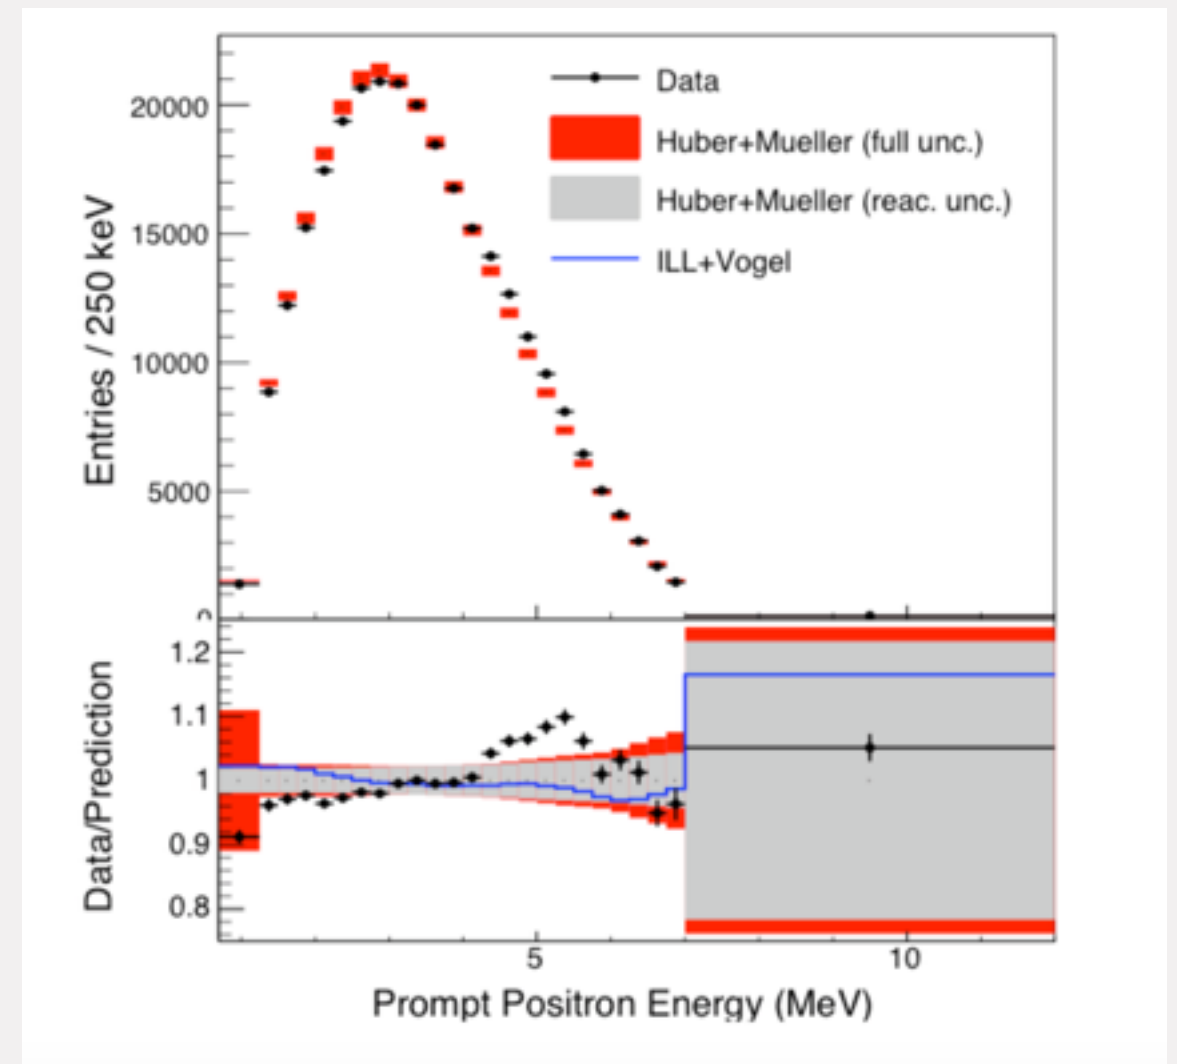 Entries / 250 keV
20000
15000
10000
5000
0
Data
Huber+Mueller (full unc.)
Huber+Mueller (reac. unc.)
ILL+Vogel
Data/Prediction
1.2
1.1
1
0.9
0.8
5
10
Prompt Positron Energy (MeV)